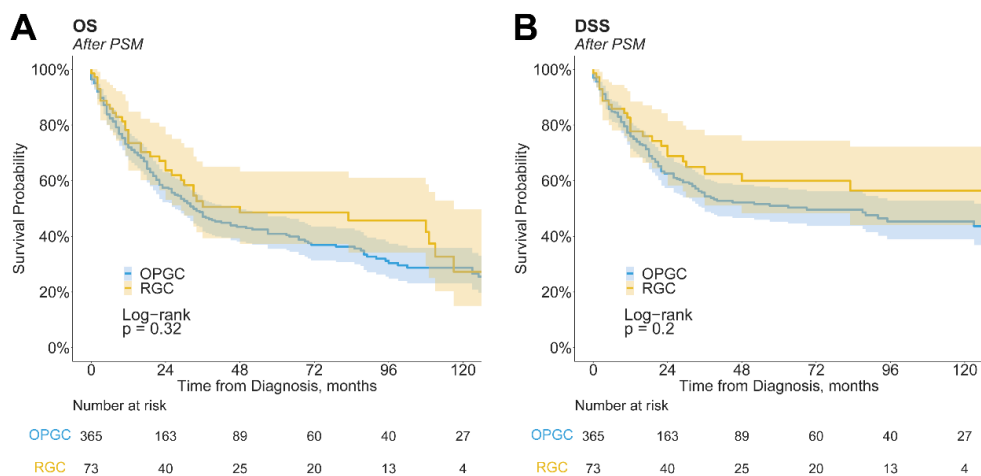 A
OS
After PSM
Survival Probability
100%
80%
60%
40%
20%
0%
OPGC
RGC
Log-rank
p = 0.32
0 24 48 72 96 120
Time from Diagnosis, months
Number at risk
OPGC 365 163 89 60 40 27
RGC 73 40 25 20 13 4
B
DSS
After PSM
Survival Probability
100%
80%
60%
40%
20%
0%
OPGC
RGC
Log-rank
p = 0.2
0 24 48 72 96 120
Time from Diagnosis, months
Number at risk
OPGC 365 163 89 60 40 27
RGC 73 40 25 20 13 4